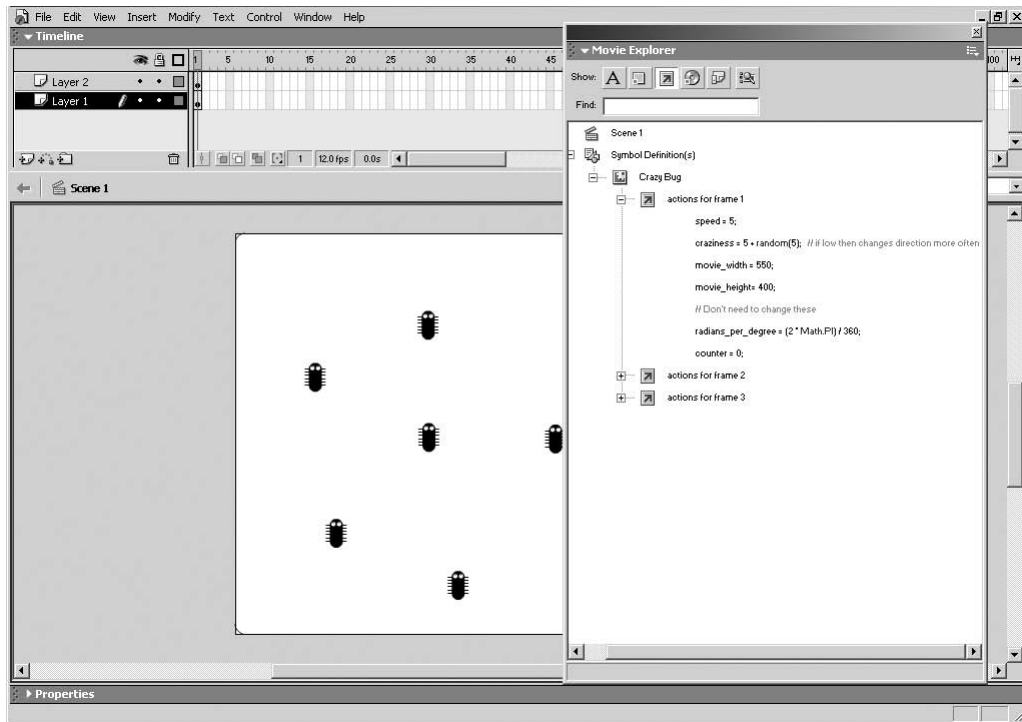 File Edit View Insert Modify Text Control Window Help
Timeline
1 5 10 15 20 25 30 35 40 45 100
Layer 2
Layer 1
1 12.0 fps 0.0s
Scene 1
Movie Explorer
Show: A
Find:
Scene 1
Symbol Definition(s)
Crazy Bug
actions for frame 1
speed = 5;
craziness = 5 + random(5); // if low then changes direction more often
movie_width = 550;
movie_height= 400;
// Don't need to change these
radians_per_degree = (2 * Math.PI) / 360;
counter = 0;
actions for frame 2
actions for frame 3
Properties